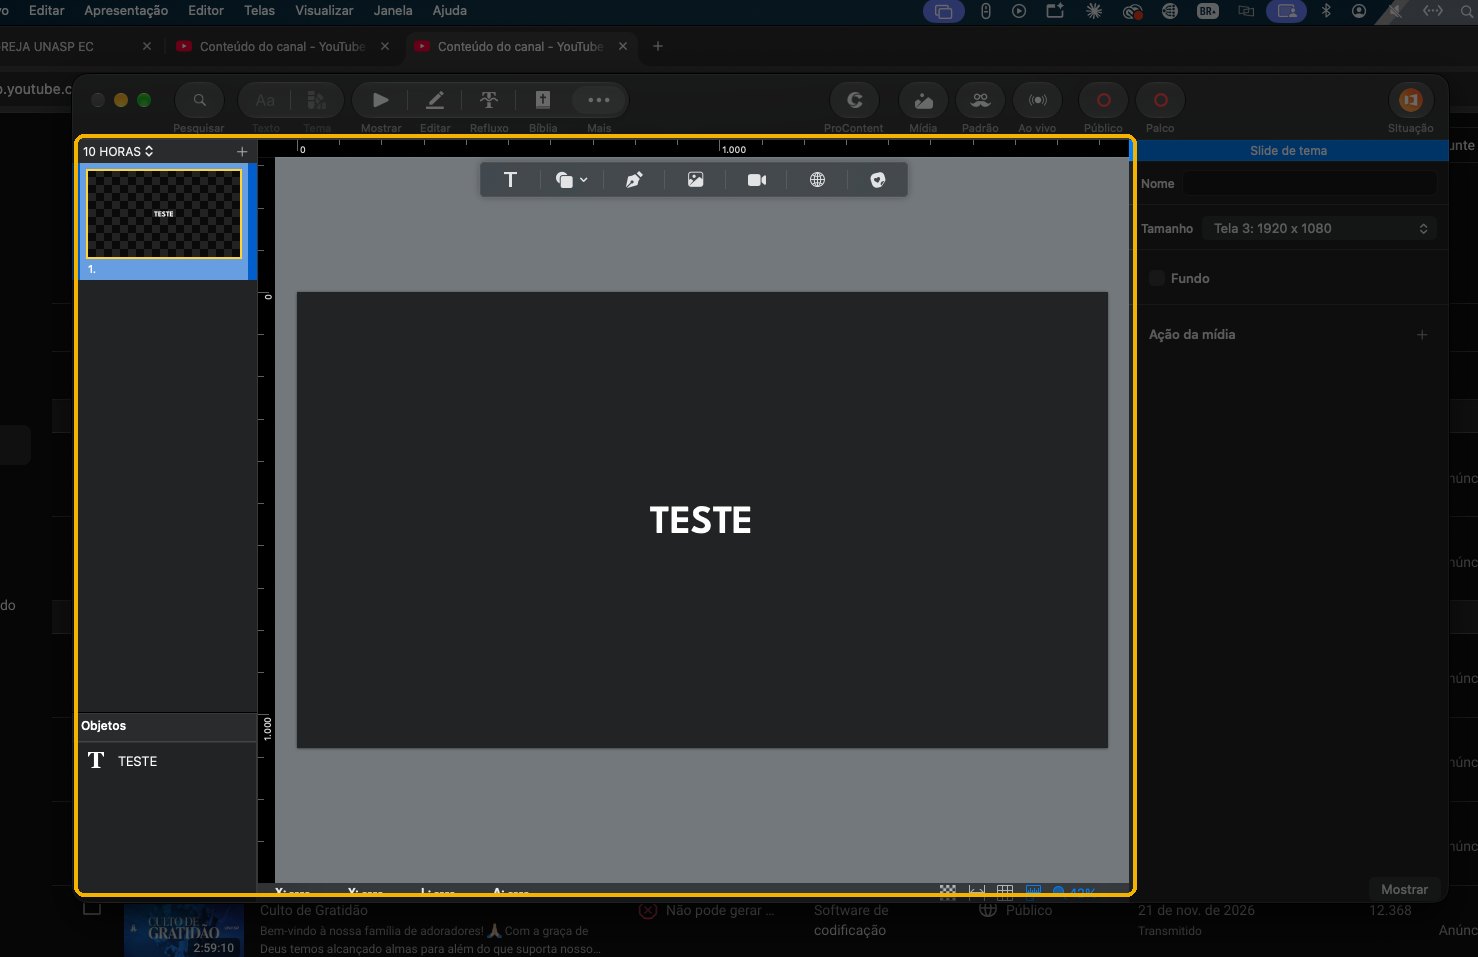 Editar Apresentação Editor Telas Visualizar Janela Ajuda
BR
REJA UNASP EC
Conteúdo do canal - YouTube
Conteúdo do canal - YouTube
.youtube.c
Aa
Pesquisar Texto Tema Mostrar Editar Refluxo Bíblia Mais
ProContent Mídia Padrão Ao vivo Público Palco Situação
10 HORAS
0
1.000
Slide de tema
unte
TESTE
1.
T
Nome
Tamanho Tela 3: 1920 x 1080
Fundo
Ação da mídia
0
TESTE
do
1.000
Objetos
T TESTE
42%
Mostrar
CULTO DE
GRATIDÃO
2:59:10
Culto de Gratidão
Bem-vindo à nossa família de adoradores! 🙏 Com a graça de
Deus temos alcançado almas para além do que suporta nosso...
Não pode gerar ...
Software de
codificação
Público
21 de nov. de 2026
Transmitido
12.368
Anúnc